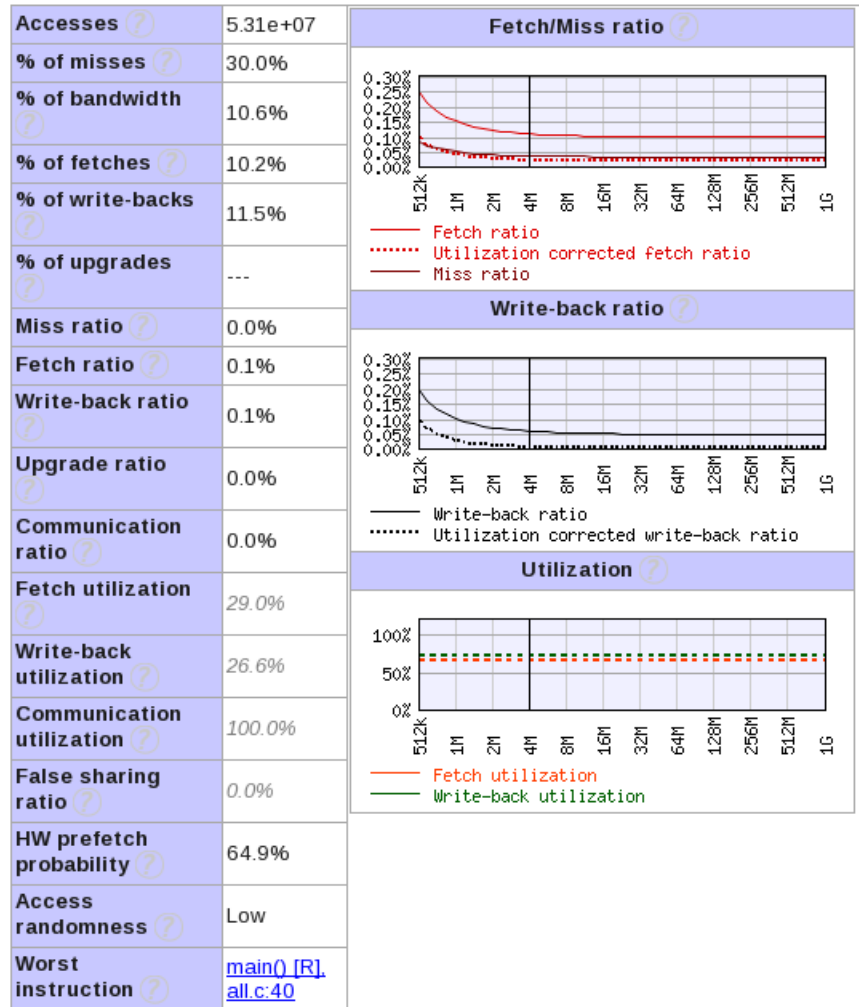 Accesses ? 5.31e+07
% of misses ? 30.0%
% of bandwidth
? 10.6%
% of fetches ? 10.2%
% of write-backs
? 11.5%
% of upgrades
? ---
Miss ratio ? 0.0%
Fetch ratio ? 0.1%
Write-back ratio
? 0.1%
Upgrade ratio
? 0.0%
Communication
ratio ? 0.0%
Fetch utilization
? 29.0%
Write-back
utilization ? 26.6%
Communication
utilization ? 100.0%
False sharing
ratio ? 0.0%
HW prefetch
probability ? 64.9%
Access
randomness ? Low
Worst
instruction ?
main() [R],
all.c:40
Fetch/Miss ratio ?
0.30%
0.25%
0.20%
0.15%
0.10%
0.05%
0.00%
512k 1M 2M 4M 8M 16M 32M 64M 128M 256M 512M 1G
Fetch ratio
Utilization corrected fetch ratio
Miss ratio
Write-back ratio ?
0.30%
0.25%
0.20%
0.15%
0.10%
0.05%
0.00%
512k 1M 2M 4M 8M 16M 32M 64M 128M 256M 512M 1G
Write-back ratio
Utilization corrected write-back ratio
Utilization ?
100%
50%
0%
512k 1M 2M 4M 8M 16M 32M 64M 128M 256M 512M 1G
Fetch utilization
Write-back utilization